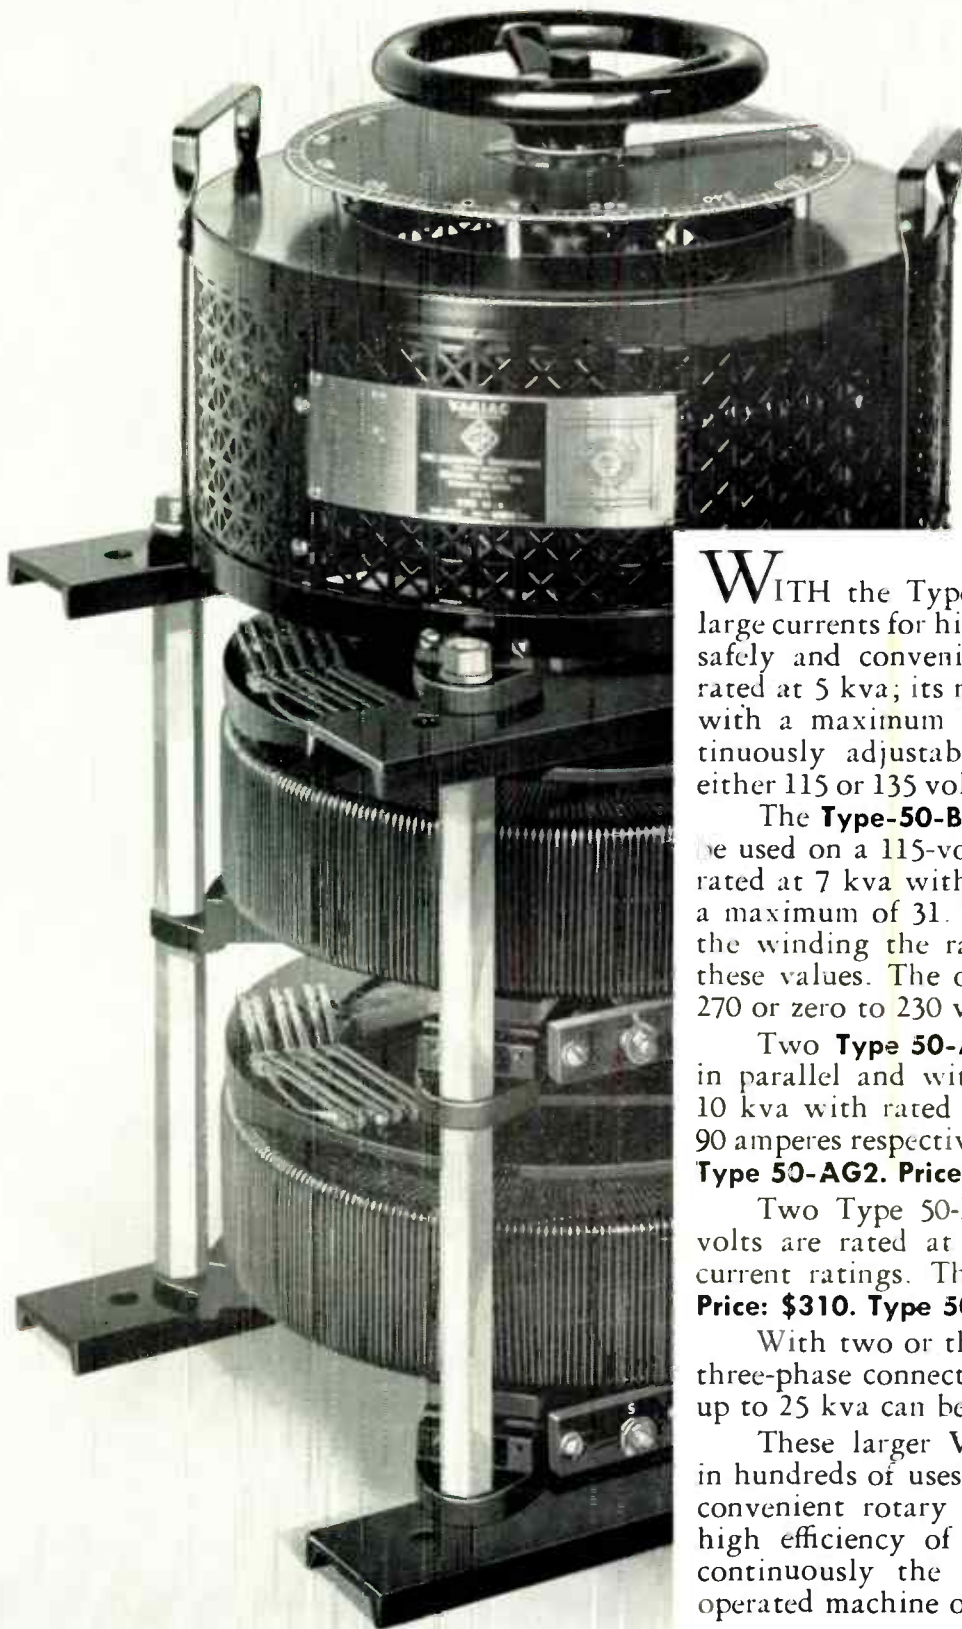 VARIAC
WITH the Type
large currents for hi
safely and conveni
rated at 5 kva; its r
with a maximum
tinuously adjustab
either 115 or 135 vol
The Type-50-B
be used on a 115-vo
rated at 7 kva with
a maximum of 31.
the winding the ra
these values. The o
270 or zero to 230 v
Two Type 50-A
in parallel and wit
10 kva with rated
90 amperes respectiv
Type 50-AG2. Price
Two Type 50-
volts are rated at
current ratings. Th
Price: $310. Type 50
With two or th
three-phase connect
up to 25 kva can be
These larger V
in hundreds of uses
convenient rotary
high efficiency of
continuously the
operated machine o
S